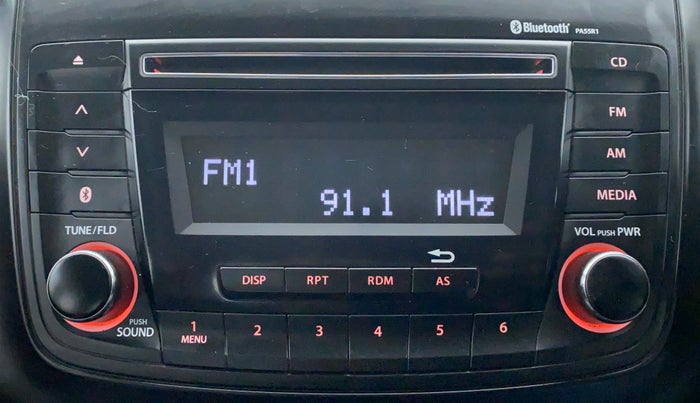 Bluetooth® PA55R1
CD
FM
AM
MEDIA
FM1
91.1 MHz
TUNE/FLD
VOL PUSH PWR
DISP
RPT
RDM
AS
PUSH
SOUND
1
MENU
2
3
4
5
6